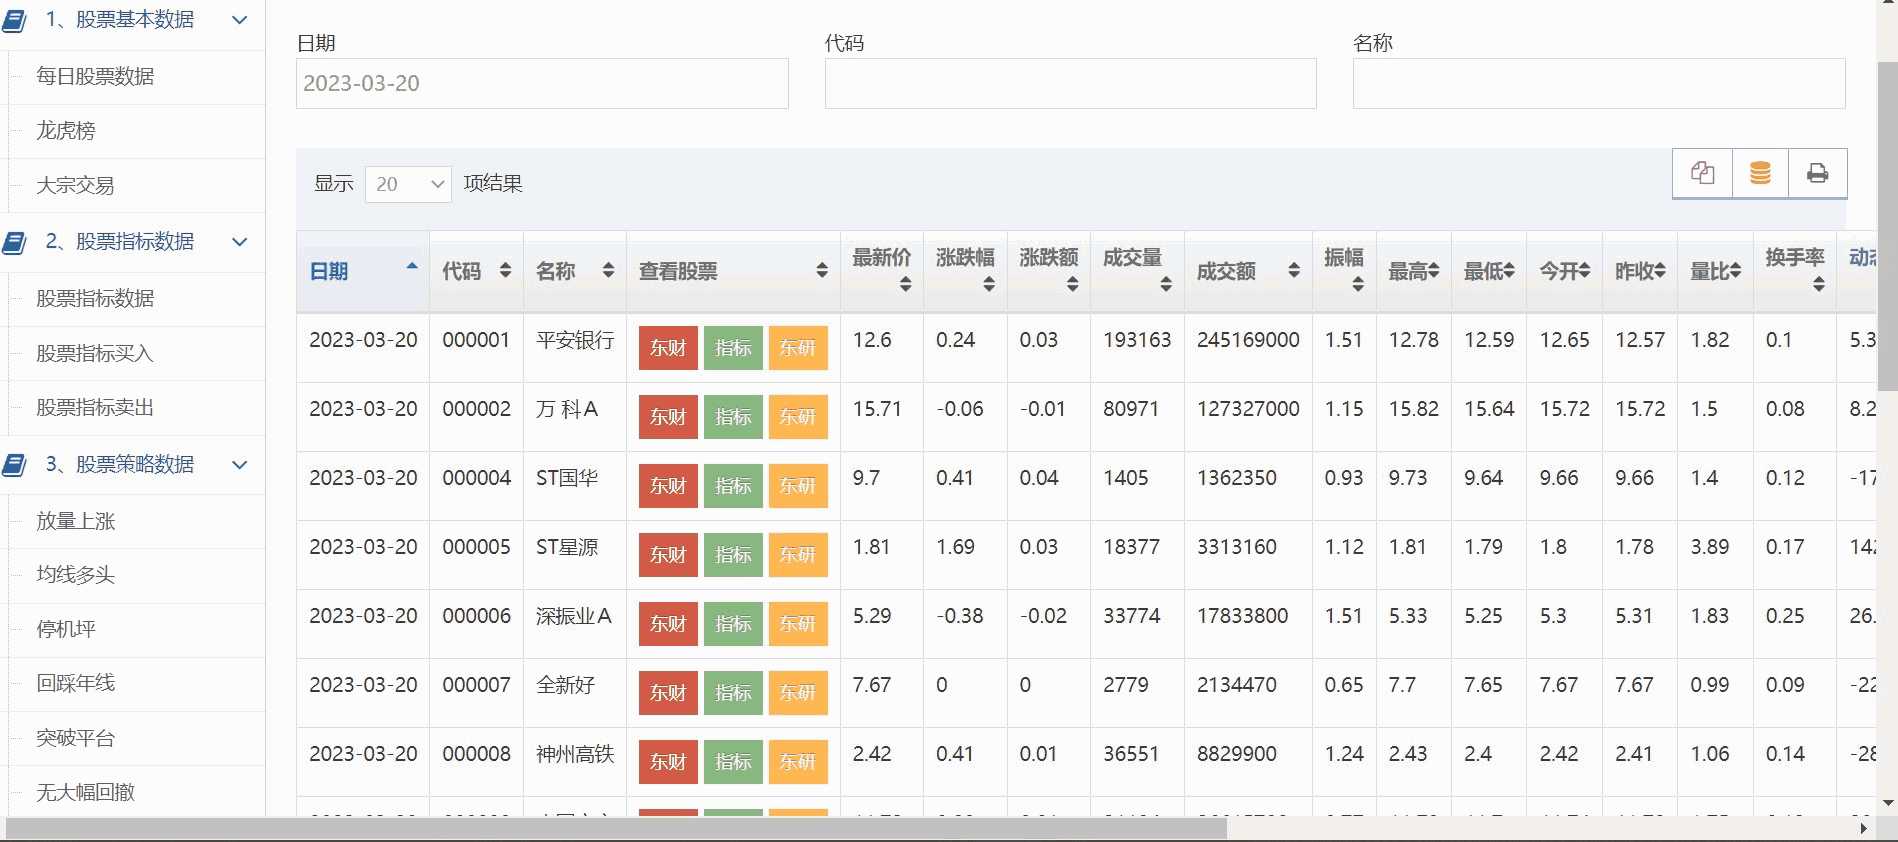 1、股票基本数据
每日股票数据
龙虎榜
大宗交易
2、股票指标数据
股票指标数据
股票指标买入
股票指标卖出
3、股票策略数据
放量上涨
均线多头
停机坪
回踩年线
突破平台
无大幅回撤
日期 代码 名称
2023-03-20
显示 20 项结果
日期 代码 名称 查看股票 最新价 涨跌幅 涨跌额 成交量 成交额 振幅 最高 最低 今开 昨收 量比 换手率 动
2023-03-20 000001 平安银行 东财 指标 东研 12.6 0.24 0.03 193163 245169000 1.51 12.78 12.59 12.65 12.57 1.82 0.1 5.3
2023-03-20 000002 万 科A 东财 指标 东研 15.71 -0.06 -0.01 80971 127327000 1.15 15.82 15.64 15.72 15.72 1.5 0.08 8.2
2023-03-20 000004 ST国华 东财 指标 东研 9.7 0.41 0.04 1405 1362350 0.93 9.73 9.64 9.66 9.66 1.4 0.12 -17
2023-03-20 000005 ST星源 东财 指标 东研 1.81 1.69 0.03 18377 3313160 1.12 1.81 1.79 1.8 1.78 3.89 0.17 142
2023-03-20 000006 深振业A 东财 指标 东研 5.29 -0.38 -0.02 33774 17833800 1.51 5.33 5.25 5.3 5.31 1.83 0.25 26.
2023-03-20 000007 全新好 东财 指标 东研 7.67 0 0 2779 2134470 0.65 7.7 7.65 7.67 7.67 0.99 0.09 -22
2023-03-20 000008 神州高铁 东财 指标 东研 2.42 0.41 0.01 36551 8829900 1.24 2.43 2.4 2.42 2.41 1.06 0.14 -28